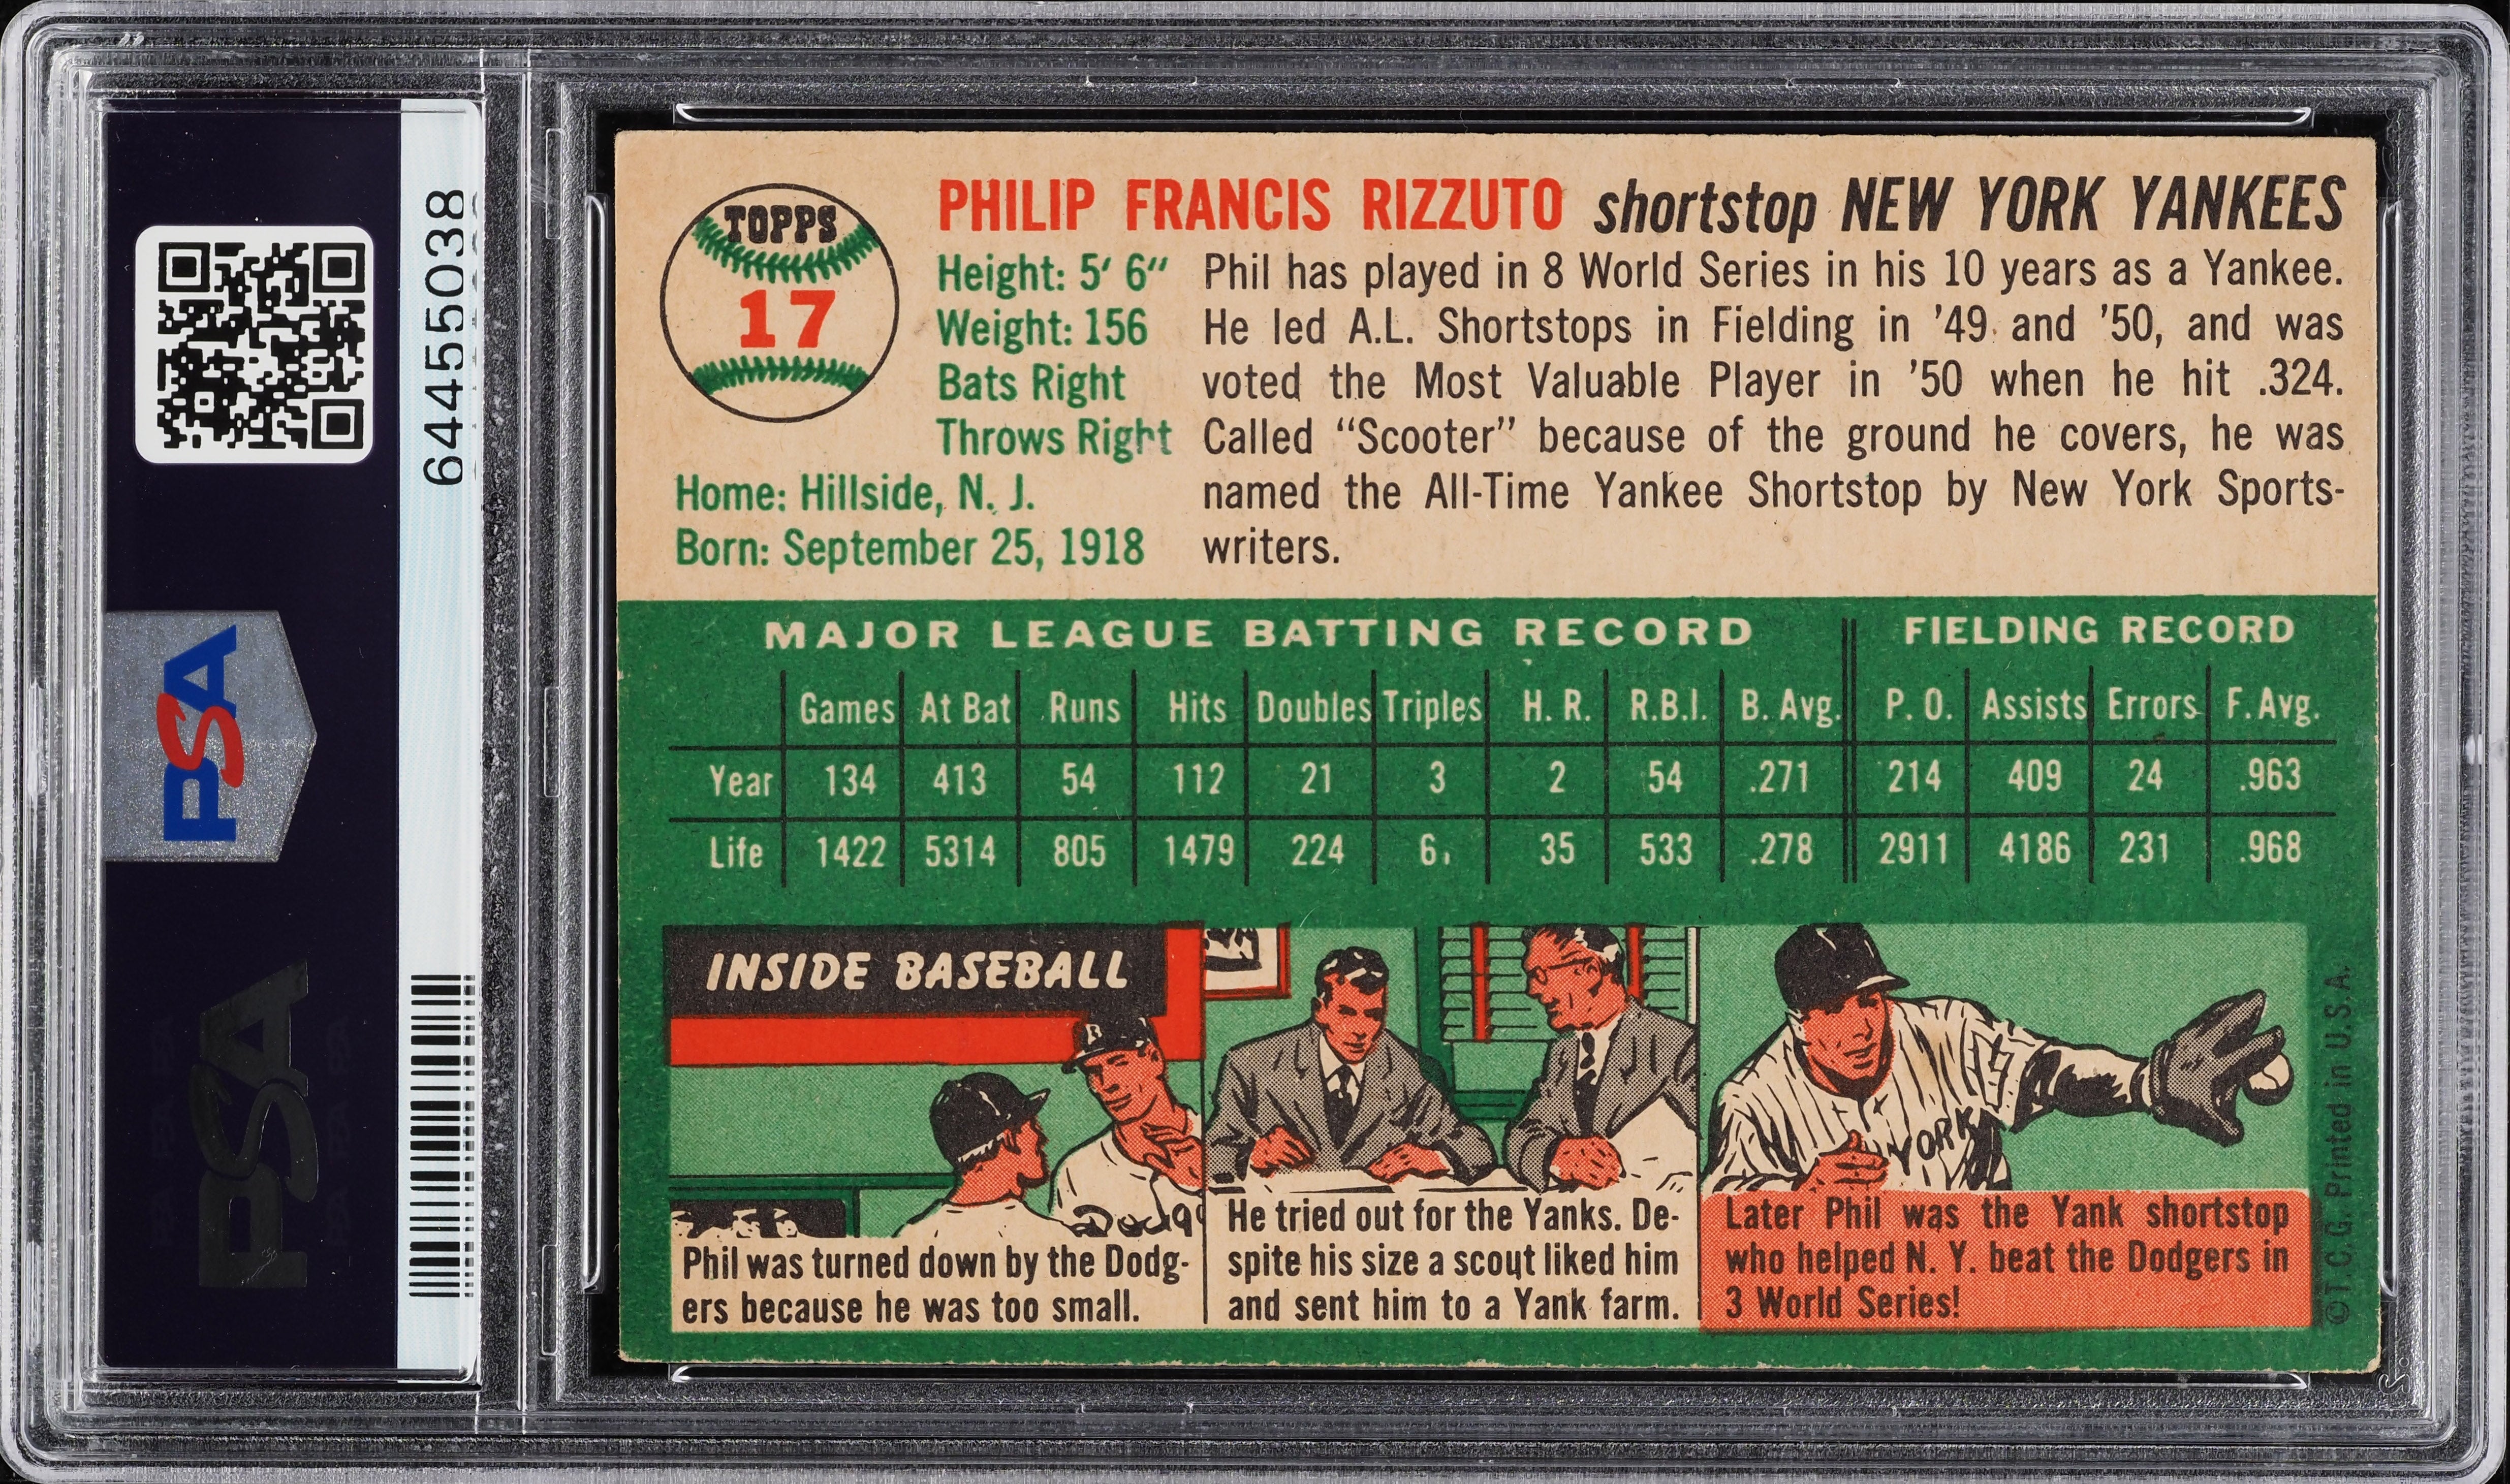 64455038
PSA
PSA
TOPPS
17
PHILIP FRANCIS RIZZUTO shortstop NEW YORK YANKEES
Height: 5' 6"
Weight: 156
Bats Right
Throws Right
Home: Hillside, N. J.
Born: September 25, 1918
Phil has played in 8 World Series in his 10 years as a Yankee.
He led A.L. Shortstops in Fielding in '49 and '50, and was
voted the Most Valuable Player in '50 when he hit .324.
Called "Scooter" because of the ground he covers, he was
named the All-Time Yankee Shortstop by New York Sports-
writers.
MAJOR LEAGUE BATTING RECORD FIELDING RECORD
Games At Bat Runs Hits Doubles Triples H. R. R.B.I. B. Avg. P. O. Assists Errors F. Avg.
Year 134 413 54 112 21 3 2 54 .271 214 409 24 .963
Life 1422 5314 805 1479 224 35 533 .278 2911 4186 231 .968
INSIDE BASEBALL
B
Dodg
YORK
Phil was turned down by the Dodg-
ers because he was too small.
He tried out for the Yanks. De-
spite his size a scout liked him
and sent him to a Yank farm.
Later Phil was the Yank shortstop
who helped N. Y. beat the Dodgers in
3 World Series!
©T.C.G. Printed in U.S.A.